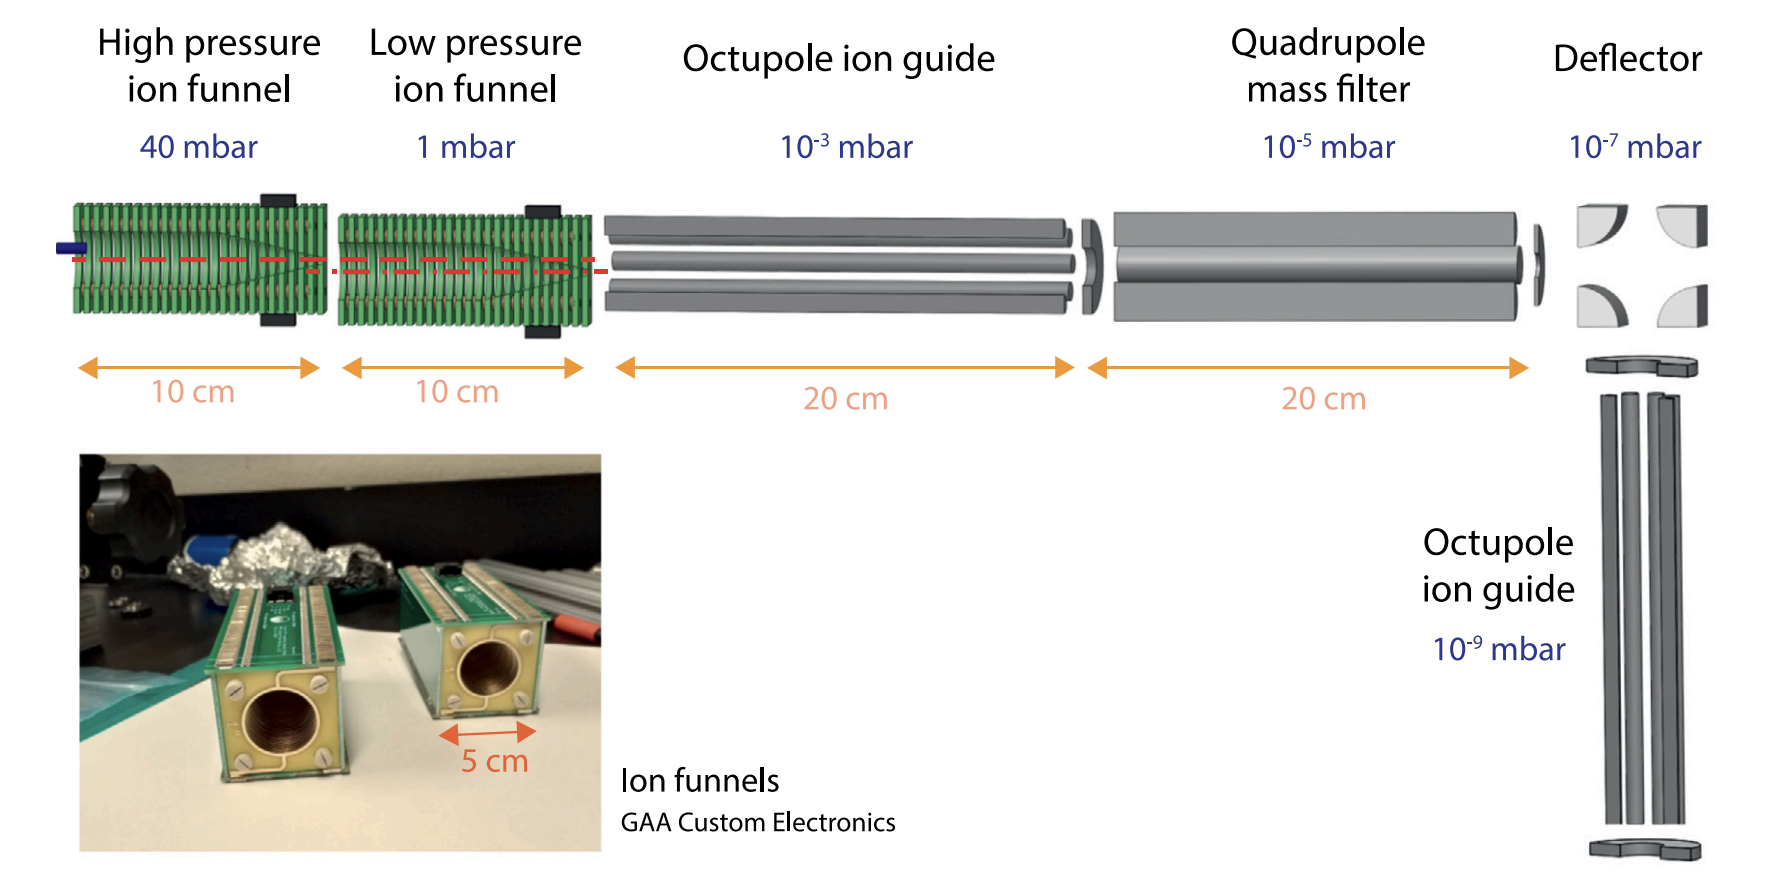 High pressure
ion funnel
40 mbar
Low pressure
ion funnel
1 mbar
Octupole ion guide
10⁻³ mbar
Quadrupole
mass filter
10⁻⁵ mbar
Deflector
10⁻⁷ mbar
10 cm
10 cm
20 cm
20 cm
Octupole
ion guide
10⁻⁹ mbar
5 cm
Ion funnels
GAA Custom Electronics